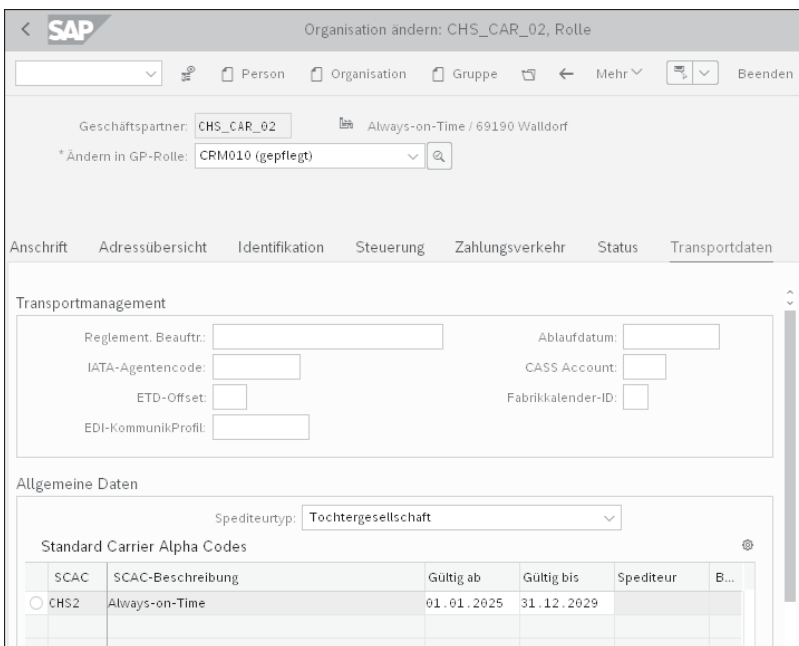 SAP Organisation ändern: CHS_CAR_02, Rolle
Person Organisation Gruppe Mehr Beenden
Geschäftspartner: CHS_CAR_02 Always-on-Time / 69190 Walldorf
* Ändern in GP-Rolle: CRM010 (gepflegt)
Anschrift Adressübersicht Identifikation Steuerung Zahlungsverkehr Status Transportdaten
Transportmanagement
Reglement. Beauftr.: Ablaufdatum:
IATA-Agentencode: CASS Account:
ETD-Offset: Fabrikkalender-ID:
EDI-KommunikProfil:
Allgemeine Daten
Spediteurtyp: Tochtergesellschaft
Standard Carrier Alpha Codes
SCAC SCAC-Beschreibung Gültig ab Gültig bis Spediteur B...
CHS2 Always-on-Time 01.01.2025 31.12.2029